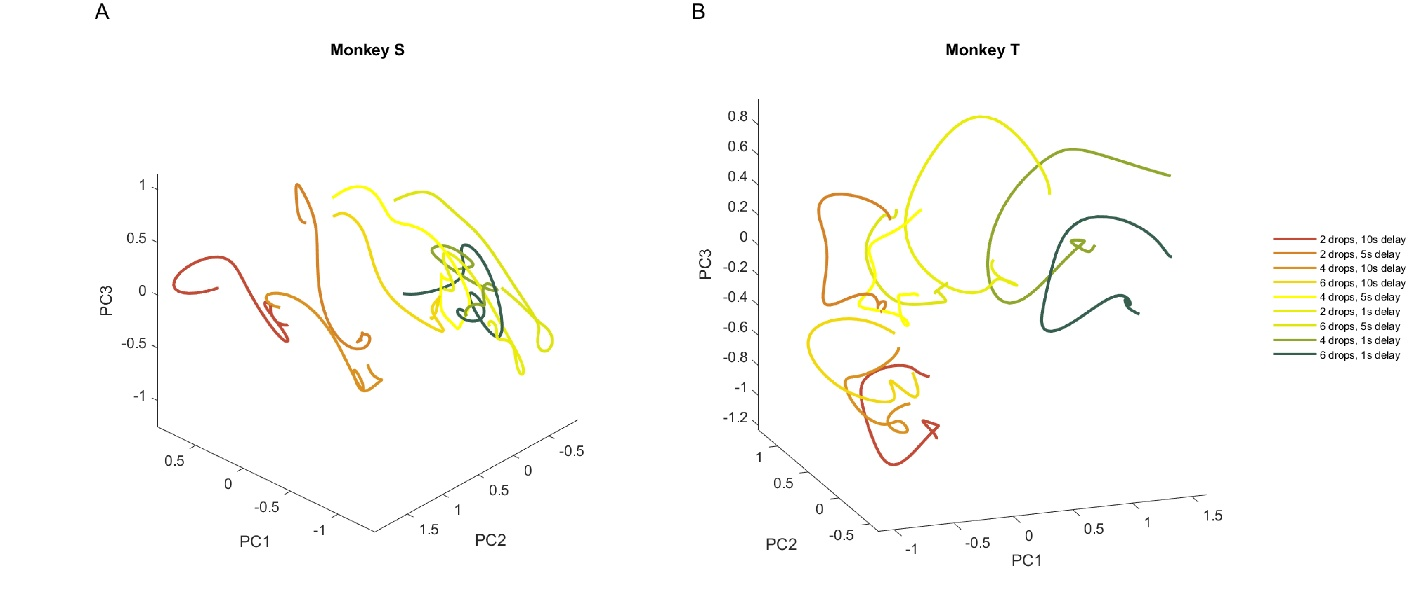 A
B
Monkey S
Monkey T
1
0.5
0
-0.5
-1
PC3
0.5
0
-0.5
-1
PC1
1.5
1
0.5
0
-0.5
PC2
0.8
0.6
0.4
0.2
0
-0.2
-0.4
-0.6
-0.8
-1
-1.2
PC3
1
0.5
0
-0.5
PC2
-1
-0.5
0
0.5
1
1.5
PC1
2 drops, 10s delay
2 drops, 5s delay
4 drops, 10s delay
6 drops, 10s delay
4 drops, 5s delay
2 drops, 1s delay
6 drops, 5s delay
4 drops, 1s delay
6 drops, 1s delay